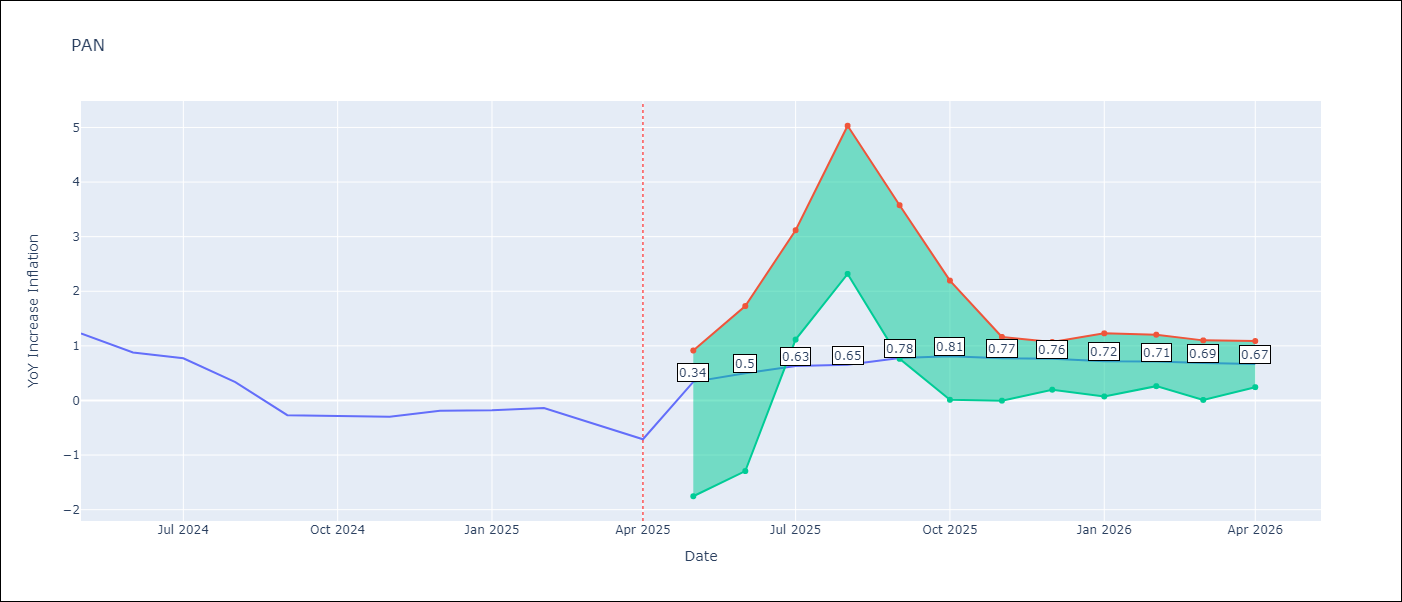 PAN
YoY Increase Inflation
5
4
3
2
1
0
−1
−2
0.34
0.5
0.63
0.65
0.78
0.81
0.77
0.76
0.72
0.71
0.69
0.67
Jul 2024
Oct 2024
Jan 2025
Apr 2025
Jul 2025
Oct 2025
Jan 2026
Apr 2026
Date